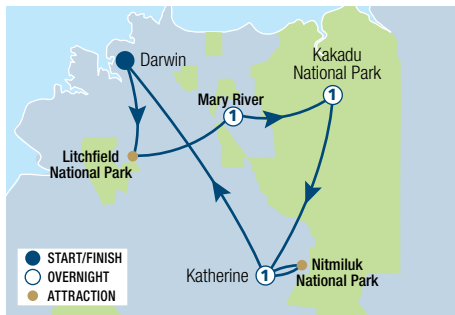 Darwin
Kakadu
National Park
Mary River
1
1
Litchfield
National Park
Katherine
1
Nitmiluk
National Park
START/FINISH
1 OVERNIGHT
ATTRACTION